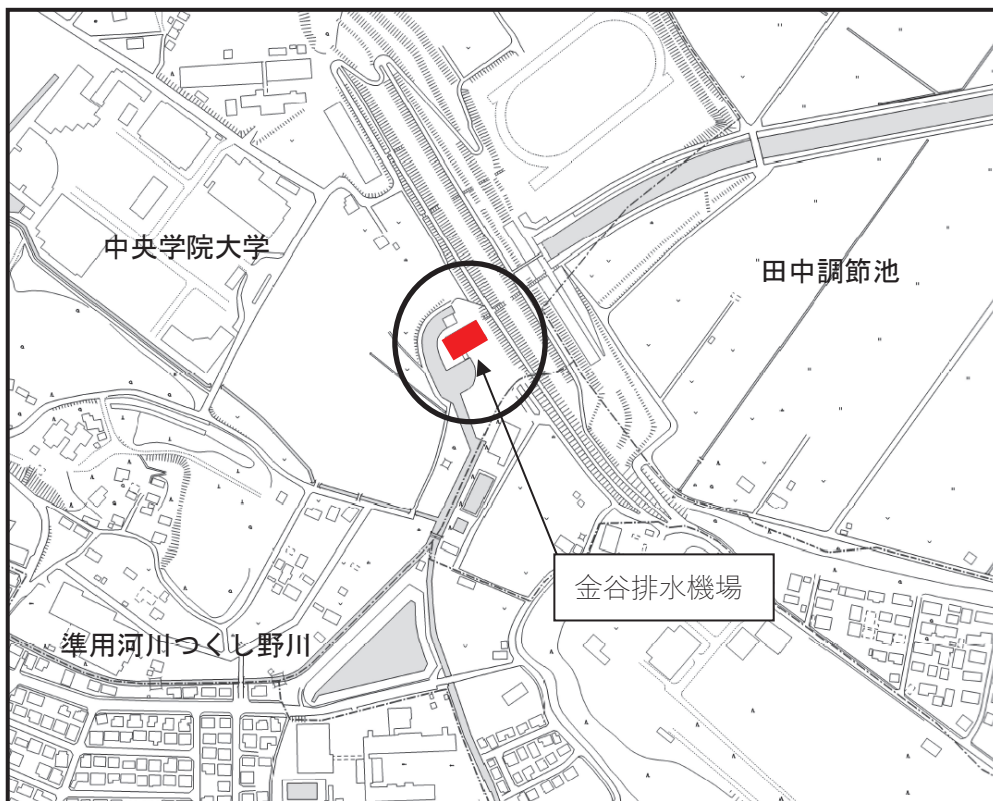 中央学院大学
田中調節池
金谷排水機場
準用河川つくし野川